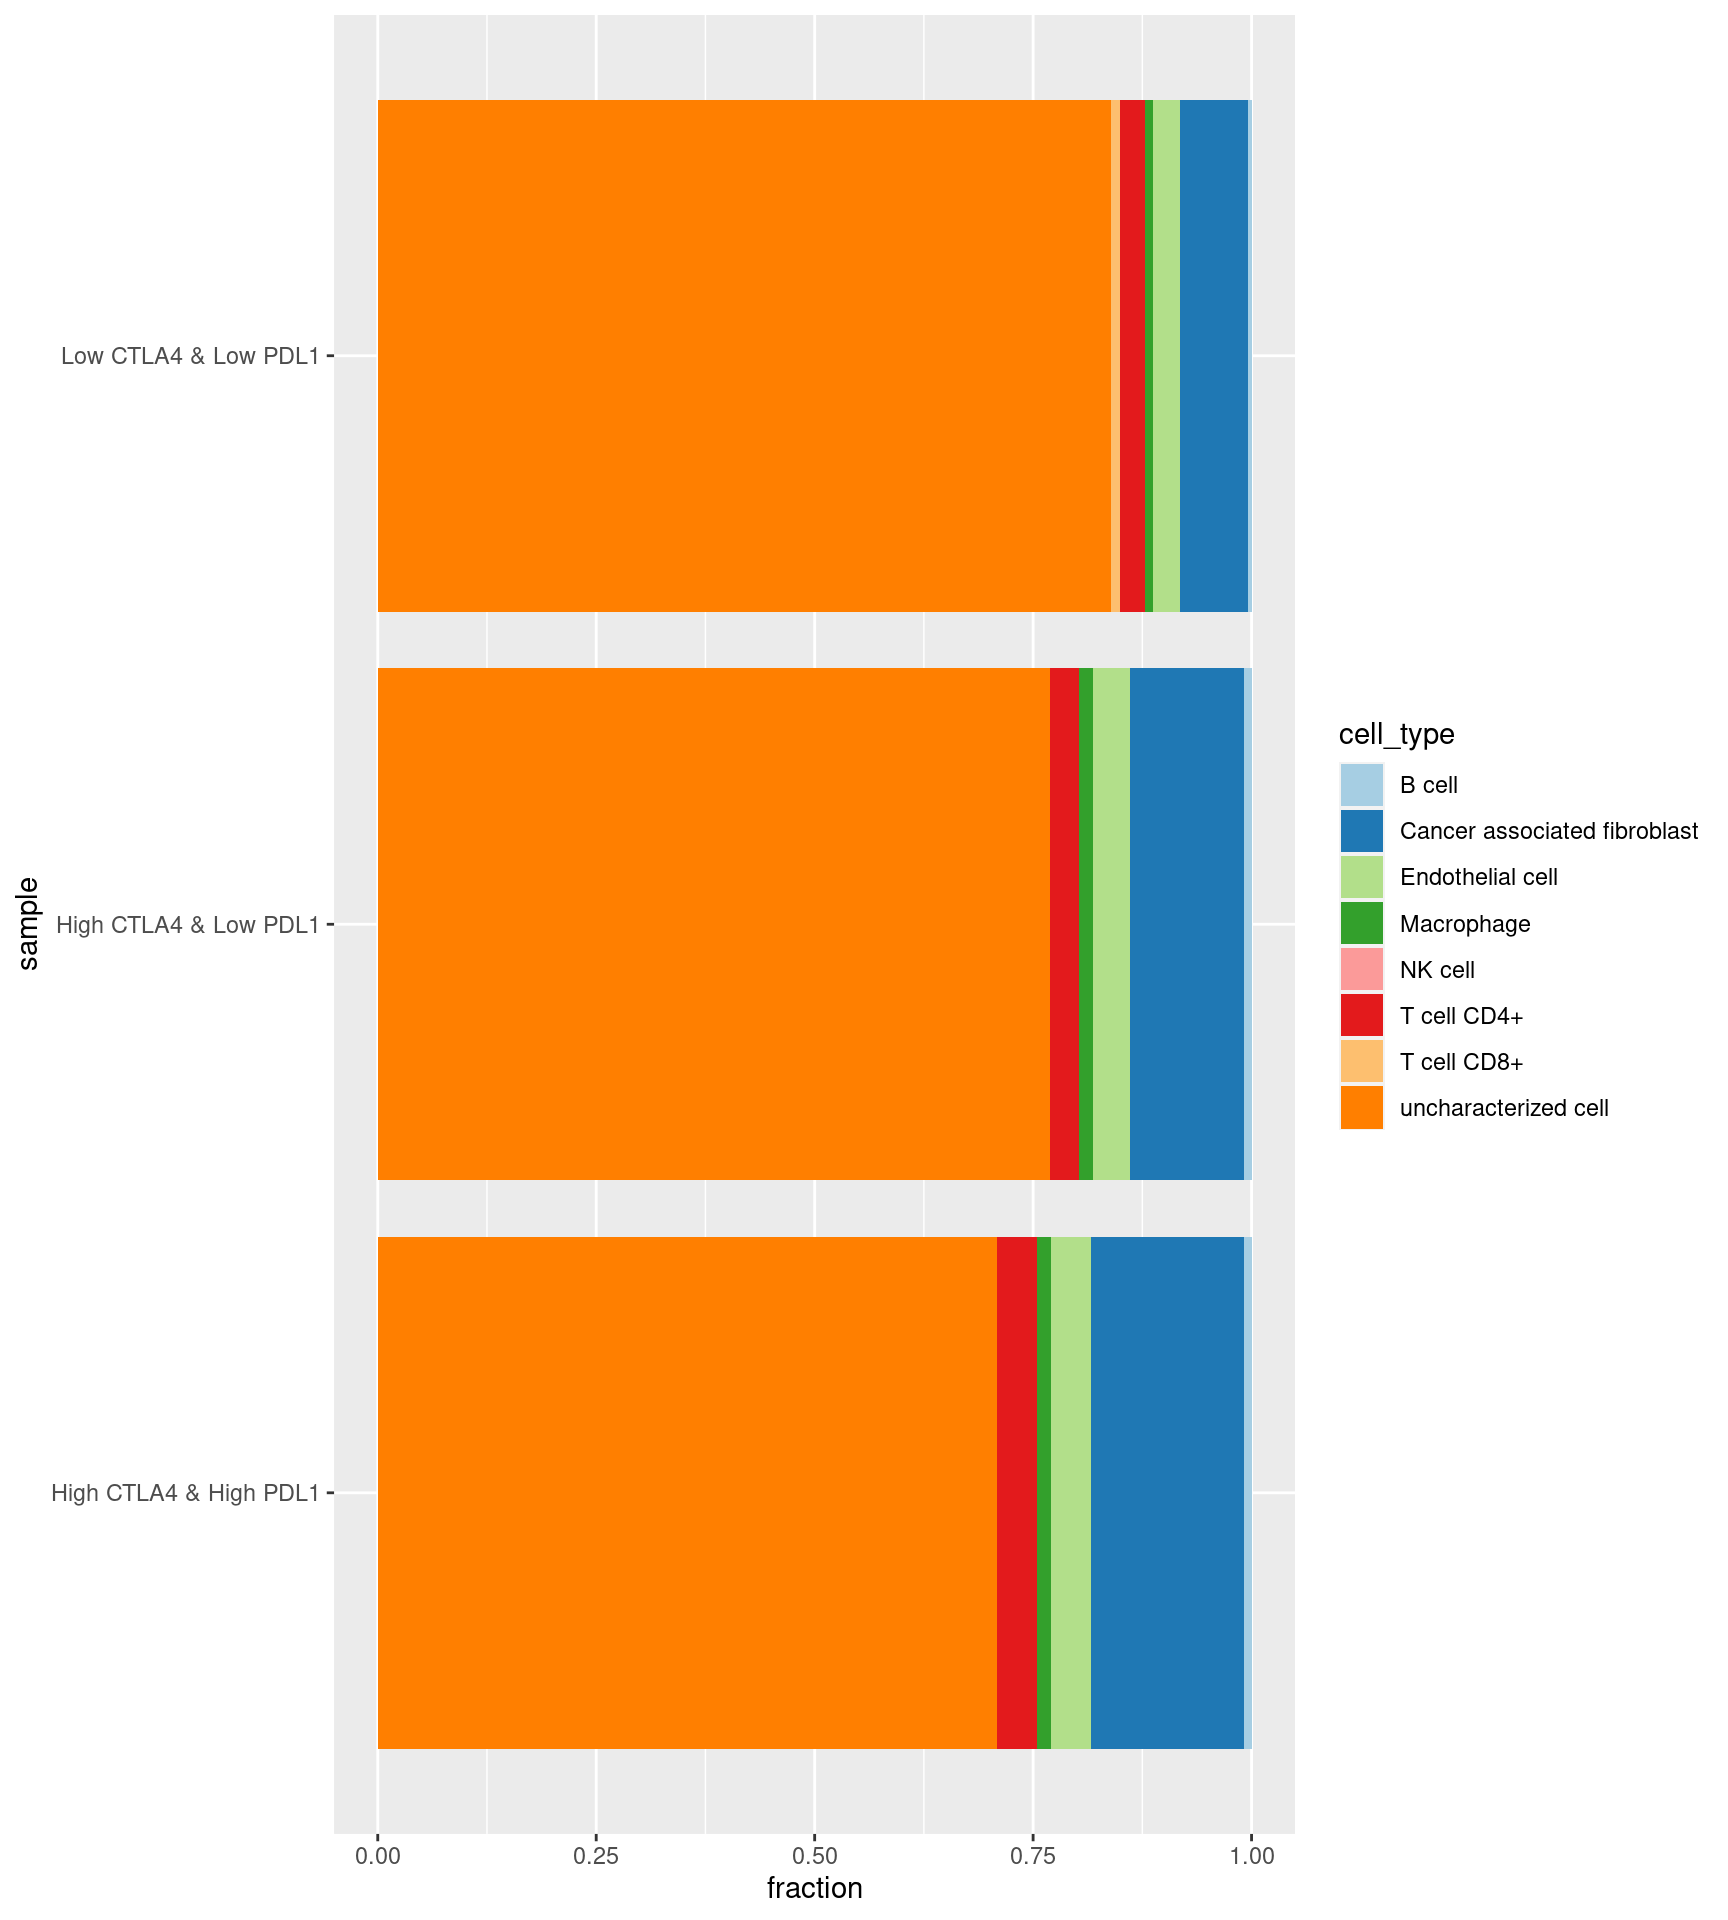 Low CTLA4 & Low PDL1
High CTLA4 & Low PDL1
High CTLA4 & High PDL1
sample
0.00 0.25 0.50 0.75 1.00
fraction
cell_type
B cell
Cancer associated fibroblast
Endothelial cell
Macrophage
NK cell
T cell CD4+
T cell CD8+
uncharacterized cell